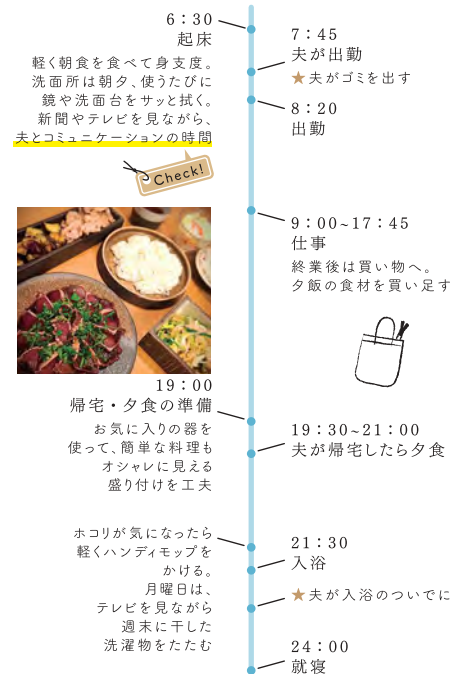 6：30
起床
軽く朝食を食べて身支度。
洗面所は朝夕、使うたびに
鏡や洗面台をサッと拭く。
新聞やテレビを見ながら、
夫とコミュニケーションの時間
Check!
7：45
夫が出勤
★夫がゴミを出す
8：20
出勤
9：00~17：45
仕事
終業後は買い物へ。
夕飯の食材を買い足す
19：00
帰宅・夕食の準備
お気に入りの器を
使って、簡単な料理も
オシャレに見える
盛り付けを工夫
19：30~21：00
夫が帰宅したら夕食
ホコリが気になったら
軽くハンディモップを
かける。
月曜日は、
テレビを見ながら
週末に干した
洗濯物をたたむ
21：30
入浴
★夫が入浴のついでに
24：00
就寝